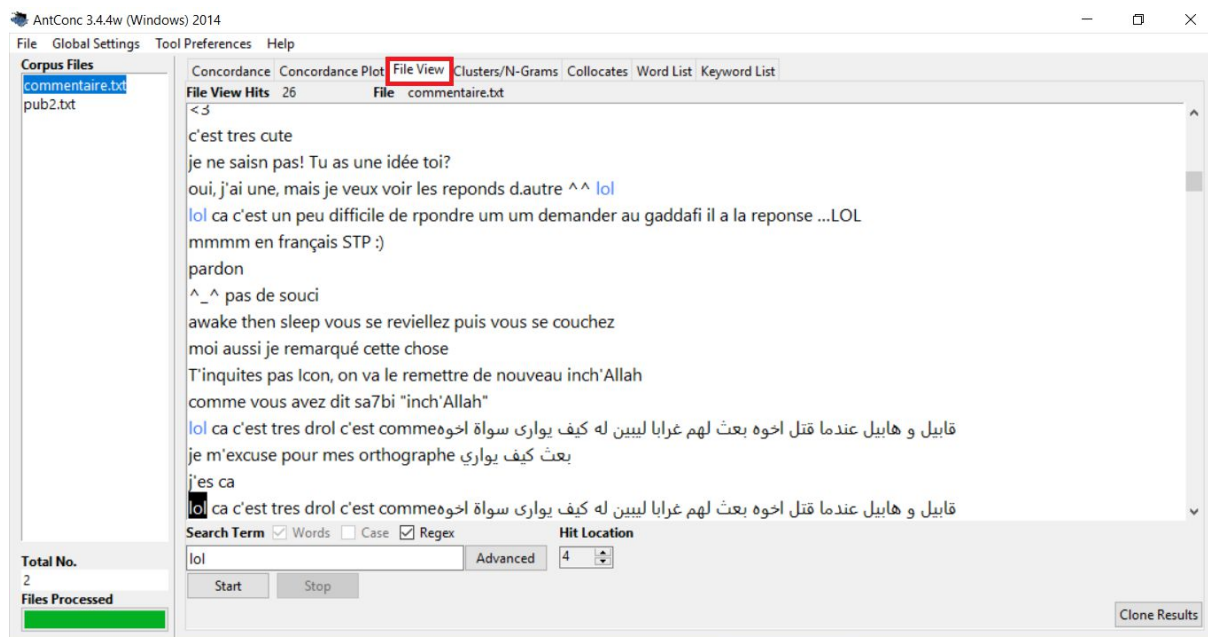 AntConc 3.4.4w (Windows) 2014
File Global Settings Tool Preferences Help
Corpus Files
commentaire.txt
pub2.txt
Concordance Concordance Plot File View Clusters/N-Grams Collocates Word List Keyword List
File View Hits 26 File commentaire.txt
<3
c'est tres cute
je ne saisn pas! Tu as une idée toi?
oui, j'ai une, mais je veux voir les reponds d.autre ^^ lol
lol ca c'est un peu difficile de rpondre um um demander au gaddafi il a la reponse ...LOL
mmmm en français STP :)
pardon
^_^ pas de souci
awake then sleep vous se reviellez puis vous se couchez
moi aussi je remarqué cette chose
T'inquites pas Icon, on va le remettre de nouveau inch'Allah
comme vous avez dit sa7bi "inch'Allah"
lol ca c'est tres drol c'est comme قابيل و هابيل عندما قتل اخوه بعث لهم غرابا ليبين له كيف يوارى سواة اخوه
je m'excuse pour mes orthographe بعث كيف يواري
j'es ca
lol ca c'est tres drol c'est comme قابيل و هابيل عندما قتل اخوه بعث لهم غرابا ليبين له كيف يوارى سواة اخوه
Search Term Words Case Regex Hit Location
lol Advanced 4
Start Stop
Total No.
2
Files Processed
Clone Results